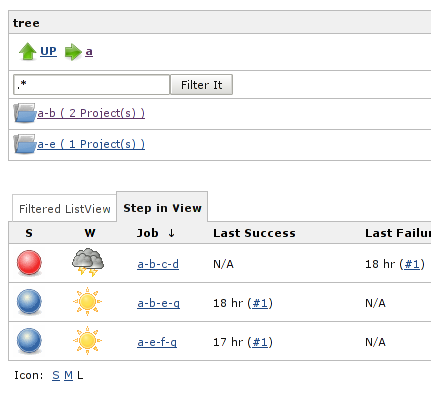 tree
UP a
.* Filter It
a-b ( 2 Project(s) )
a-e ( 1 Project(s) )
Filtered ListView Step in View
S W Job ↓ Last Success Last Failur
a-b-c-d N/A 18 hr (#1)
a-b-e-g 18 hr (#1) N/A
a-e-f-g 17 hr (#1) N/A
Icon: S M L